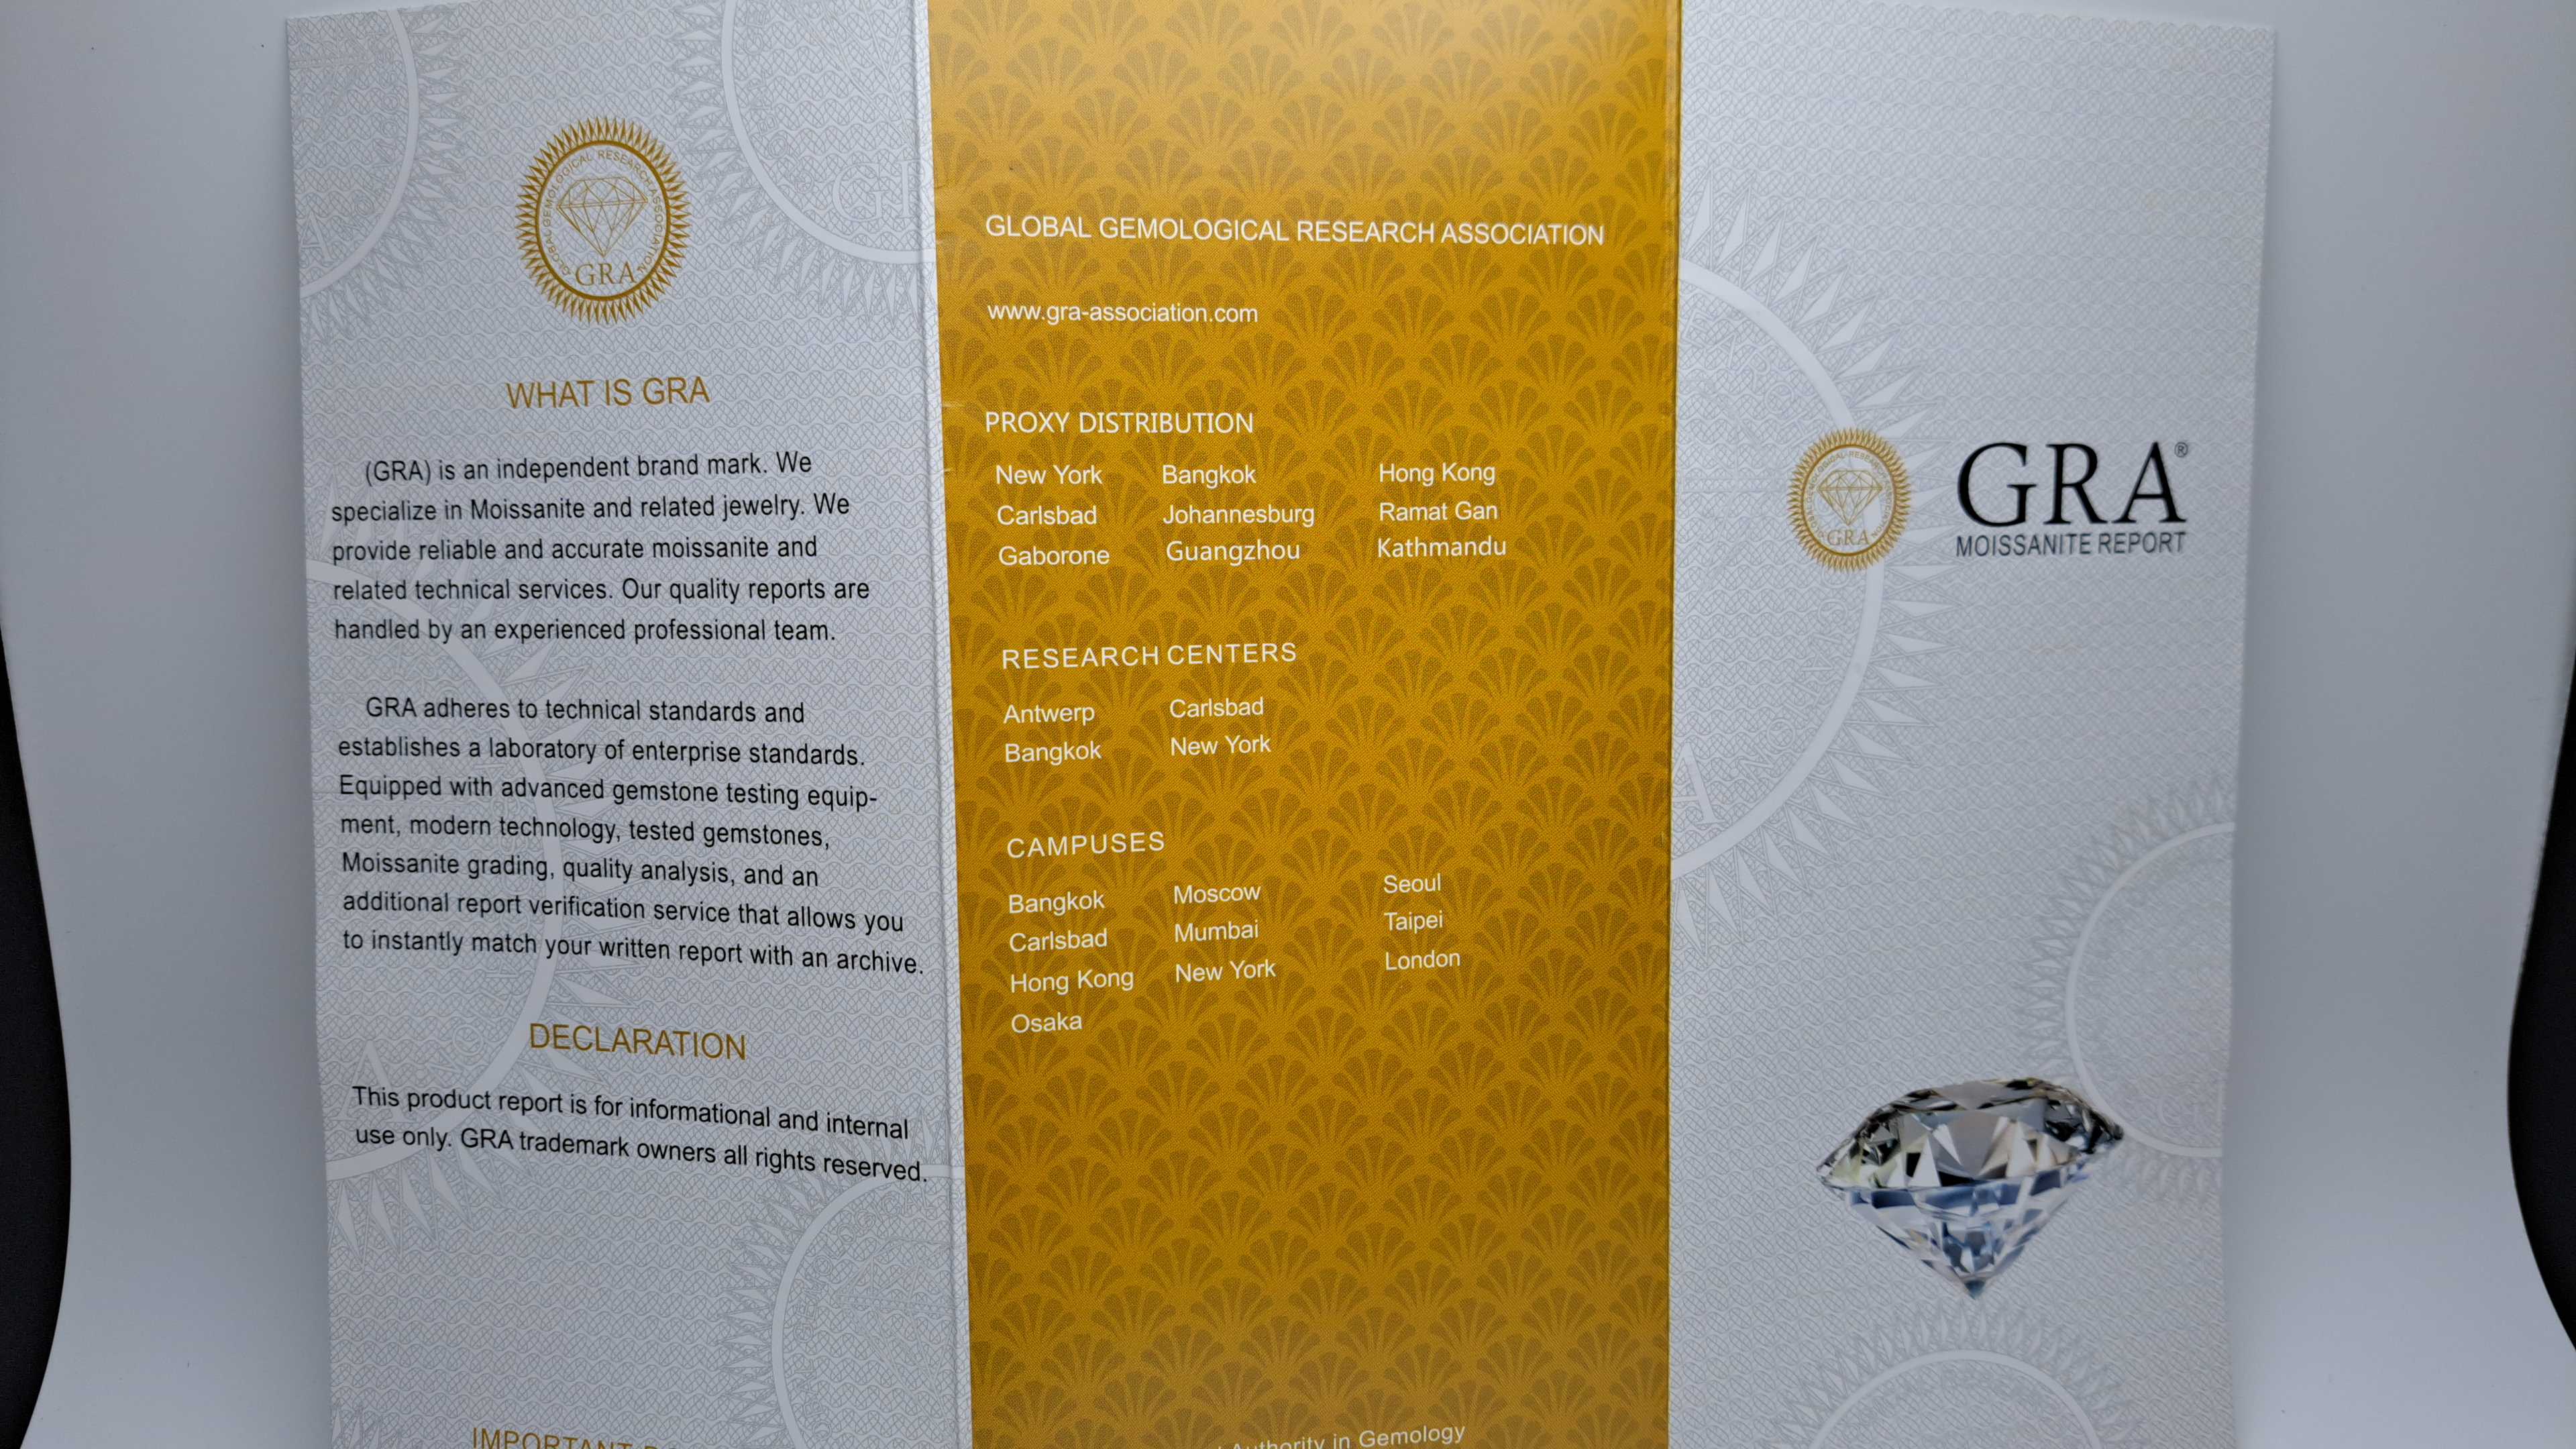 GLOBAL GEMOLOGICAL RESEARCH ASSOCIATION
GRA
WHAT IS GRA
(GRA) is an independent brand mark. We
specialize in Moissanite and related jewelry. We
provide reliable and accurate moissanite and
related technical services. Our quality reports are
handled by an experienced professional team.
GRA adheres to technical standards and
establishes a laboratory of enterprise standards.
Equipped with advanced gemstone testing equip-
ment, modern technology, tested gemstones,
Moissanite grading, quality analysis, and an
additional report verification service that allows you
to instantly match your written report with an archive.
DECLARATION
This product report is for informational and internal
use only. GRA trademark owners all rights reserved.
IMPORTANT
GLOBAL GEMOLOGICAL RESEARCH ASSOCIATION
www.gra-association.com
PROXY DISTRIBUTION
New York Bangkok Hong Kong
Carlsbad Johannesburg Ramat Gan
Gaborone Guangzhou Kathmandu
RESEARCH CENTERS
Antwerp Carlsbad
Bangkok New York
CAMPUSES
Bangkok Moscow Seoul
Carlsbad Mumbai Taipei
Hong Kong New York London
Osaka
Authority in Gemology
GRA
GRA®
MOISSANITE REPORT